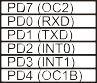 PD7 (OC2)
PD0 (RXD)
PD1 (TXD)
PD2 (INT0)
PD3 (INT1)
PD4 (OC1B)